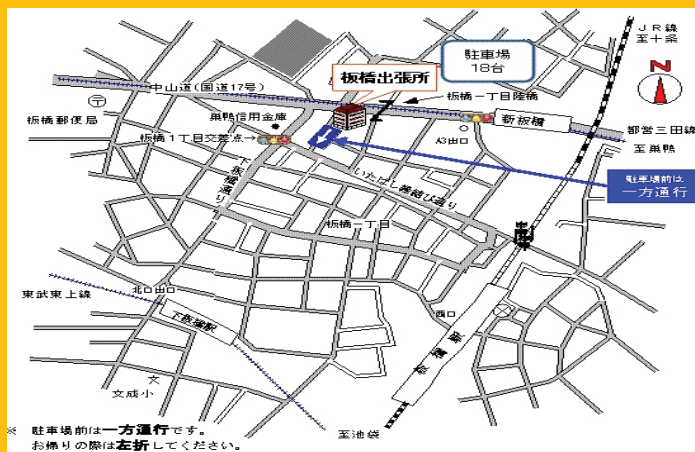 JR線
至十条
N
駐車場
18台
板橋出張所
中山道(国道17号)
板橋一丁目陸橋
板橋郵便局
巣鴨信用金庫
新板橋
A3出口
都営三田線
至巣鴨
板橋1丁目交差点→
駐車場前は
一方通行
下板橋通り
いたばし縁結び通り
板橋一丁目
東武東上線
北口出口
下板橋駅
西口
板橋駅
文
文成小
至池袋
※ 駐車場前は一方通行です。
お帰りの際は左折してください。